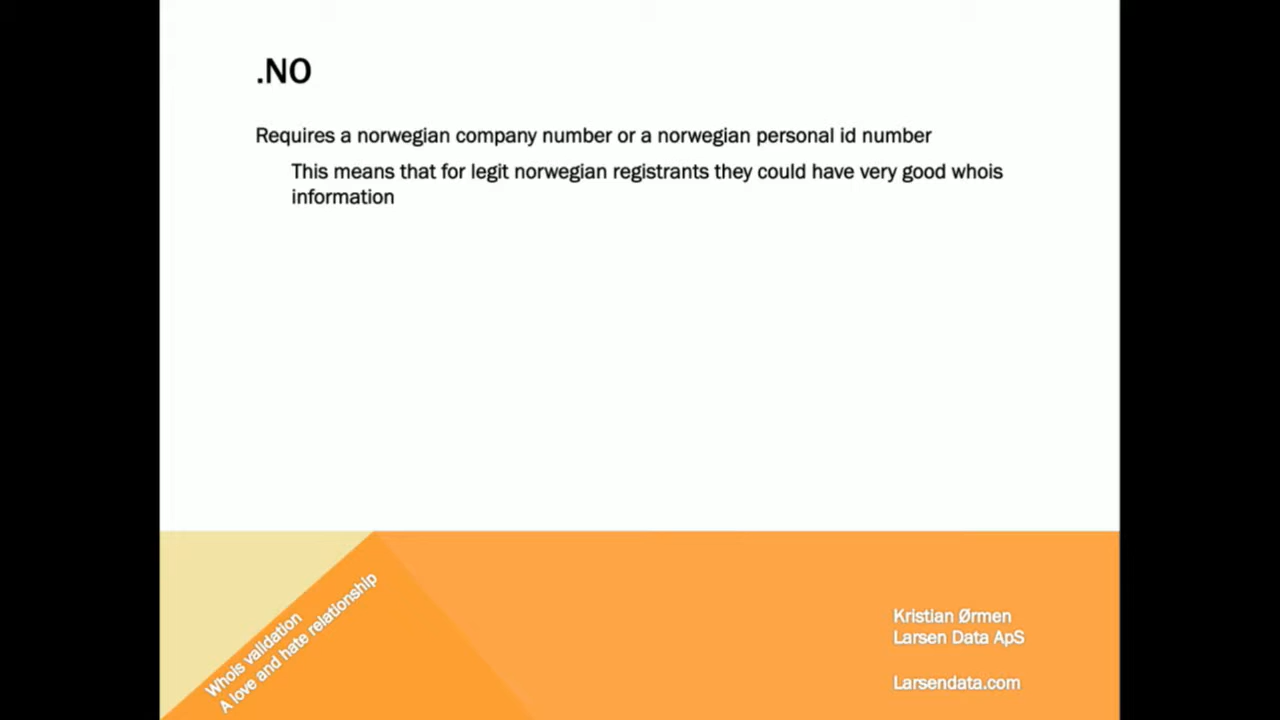 .NO
Requires a norwegian company number or a norwegian personal id number
This means that for legit norwegian registrants they could have very good whois
information
Whois validation
A love and hate relationship
Kristian Ørmen
Larsen Data ApS
Larsendata.com